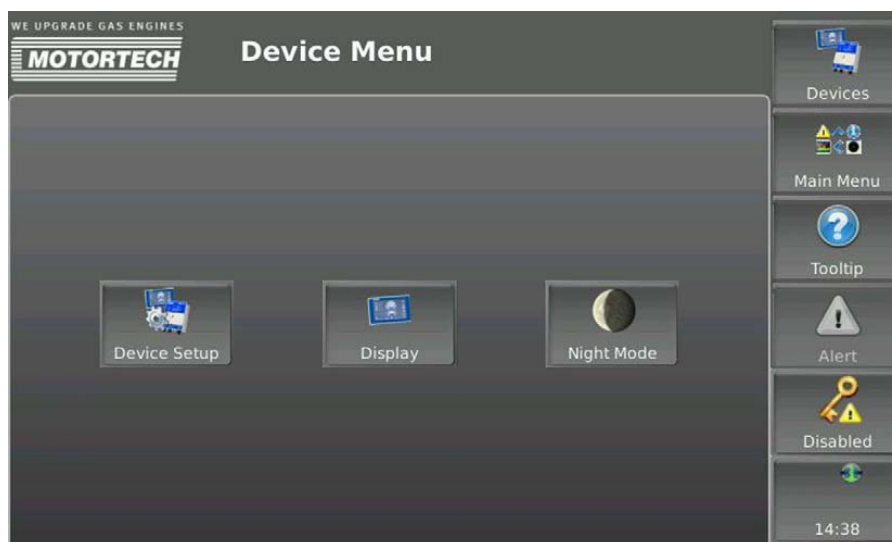 WE UPGRADE GAS ENGINES
MOTORTECH
Device Menu
Devices
Main Menu
Tooltip
Device Setup
Display
Night Mode
Alert
Disabled
14:38